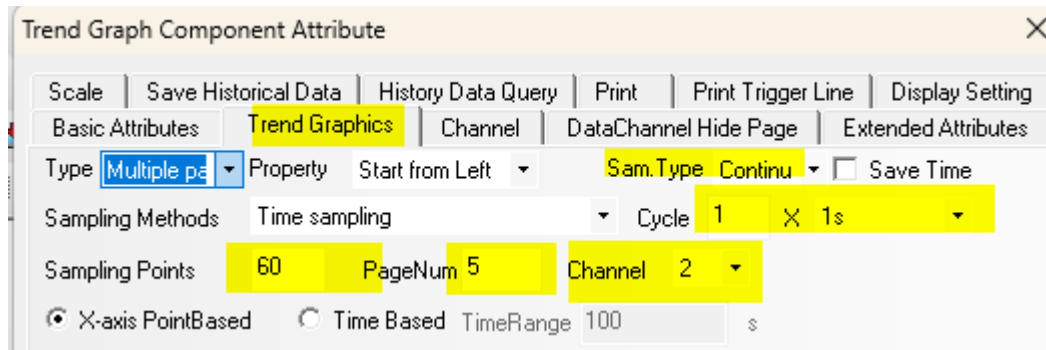 Trend Graph Component Attribute
Scale Save Historical Data History Data Query Print Print Trigger Line Display Setting
Basic Attributes Trend Graphics Channel DataChannel Hide Page Extended Attributes
Type Multiple pa Property Start from Left Sam.Type Continu Save Time
Sampling Methods Time sampling Cycle 1 X 1s
Sampling Points 60 PageNum 5 Channel 2
X-axis PointBased Time Based TimeRange 100 s